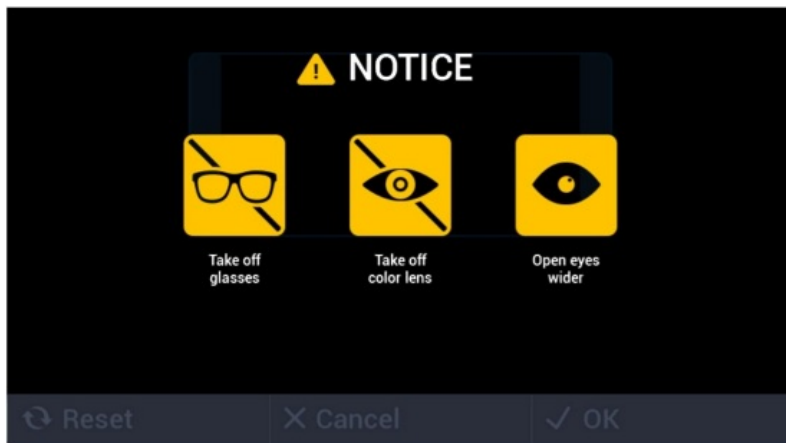 NOTICE
Take off
glasses
Take off
color lens
Open eyes
wider
Reset
Cancel
OK